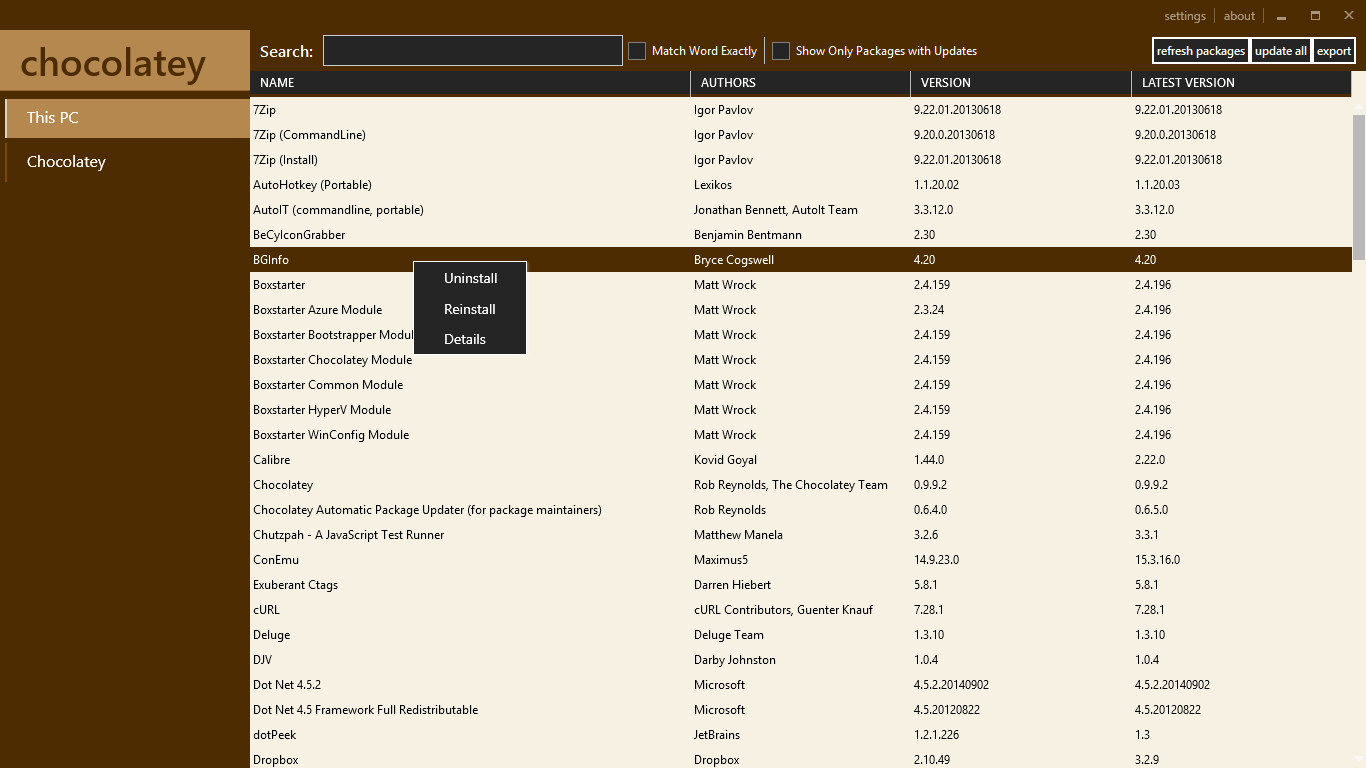 settings about
chocolatey
Search: Match Word Exactly Show Only Packages with Updates refresh packages update all export
NAME AUTHORS VERSION LATEST VERSION
This PC
Chocolatey
7Zip Igor Pavlov 9.22.01.20130618 9.22.01.20130618
7Zip (CommandLine) Igor Pavlov 9.20.0.20130618 9.20.0.20130618
7Zip (Install) Igor Pavlov 9.22.01.20130618 9.22.01.20130618
AutoHotkey (Portable) Lexikos 1.1.20.02 1.1.20.03
AutoIT (commandline, portable) Jonathan Bennett, AutoIt Team 3.3.12.0 3.3.12.0
BeCyIconGrabber Benjamin Bentmann 2.30 2.30
BGInfo Bryce Cogswell 4.20 4.20
Uninstall
Reinstall
Details
Boxstarter Matt Wrock 2.4.159 2.4.196
Boxstarter Azure Module Matt Wrock 2.3.24 2.4.196
Boxstarter Bootstrapper Modul Matt Wrock 2.4.159 2.4.196
Boxstarter Chocolatey Module Matt Wrock 2.4.159 2.4.196
Boxstarter Common Module Matt Wrock 2.4.159 2.4.196
Boxstarter HyperV Module Matt Wrock 2.4.159 2.4.196
Boxstarter WinConfig Module Matt Wrock 2.4.159 2.4.196
Calibre Kovid Goyal 1.44.0 2.22.0
Chocolatey Rob Reynolds, The Chocolatey Team 0.9.9.2 0.9.9.2
Chocolatey Automatic Package Updater (for package maintainers) Rob Reynolds 0.6.4.0 0.6.5.0
Chutzpah - A JavaScript Test Runner Matthew Manela 3.2.6 3.3.1
ConEmu Maximus5 14.9.23.0 15.3.16.0
Exuberant Ctags Darren Hiebert 5.8.1 5.8.1
cURL cURL Contributors, Guenter Knauf 7.28.1 7.28.1
Deluge Deluge Team 1.3.10 1.3.10
DJV Darby Johnston 1.0.4 1.0.4
Dot Net 4.5.2 Microsoft 4.5.2.20140902 4.5.2.20140902
Dot Net 4.5 Framework Full Redistributable Microsoft 4.5.20120822 4.5.20120822
dotPeek JetBrains 1.2.1.226 1.3
Dropbox Dropbox 2.10.49 3.2.9